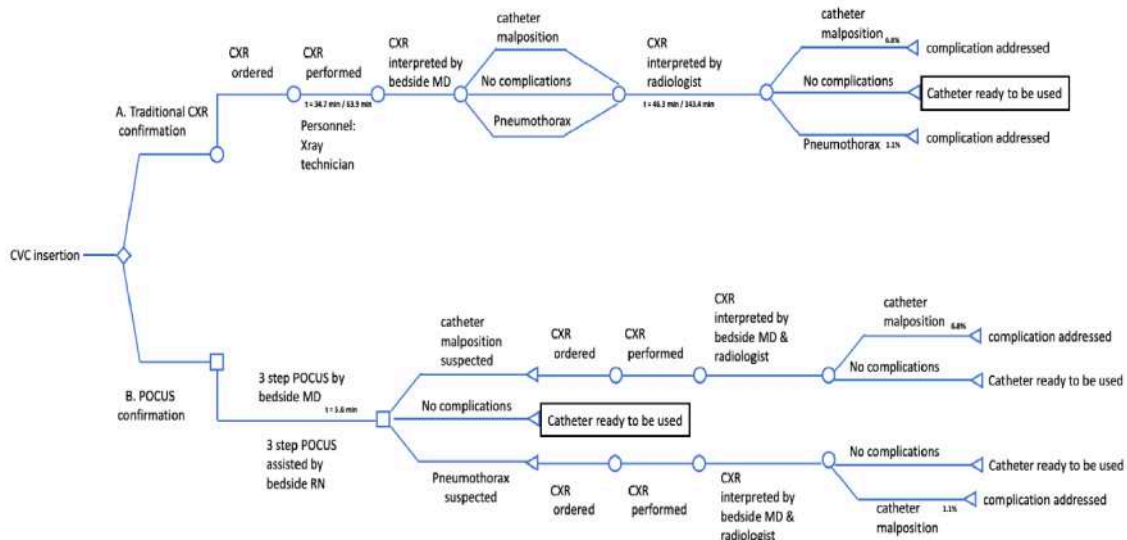 CVC insertion
A. Traditional CXR
confirmation
CXR
ordered
CXR
performed
t = 34.7 min / 63.9 min
Personnel:
Xray
technician
CXR
interpreted by
bedside MD
catheter
malposition
No complications
Pneumothorax
CXR
interpreted by
radiologist
t = 46.3 min / 143.4 min
catheter
malposition 6.8%
complication addressed
No complications
Catheter ready to be used
Pneumothorax 1.1%
complication addressed
B. POCUS
confirmation
3 step POCUS by
bedside MD
t = 5.6 min
3 step POCUS
assisted by
bedside RN
catheter
malposition
suspected
CXR
ordered
CXR
performed
CXR
interpreted by
bedside MD &
radiologist
catheter
malposition 6.8%
complication addressed
No complications
Catheter ready to be used
No complications
Catheter ready to be used
Pneumothorax
suspected
CXR
ordered
CXR
performed
CXR
interpreted by
bedside MD &
radiologist
No complications
Catheter ready to be used
catheter
malposition
1.1%
complication addressed